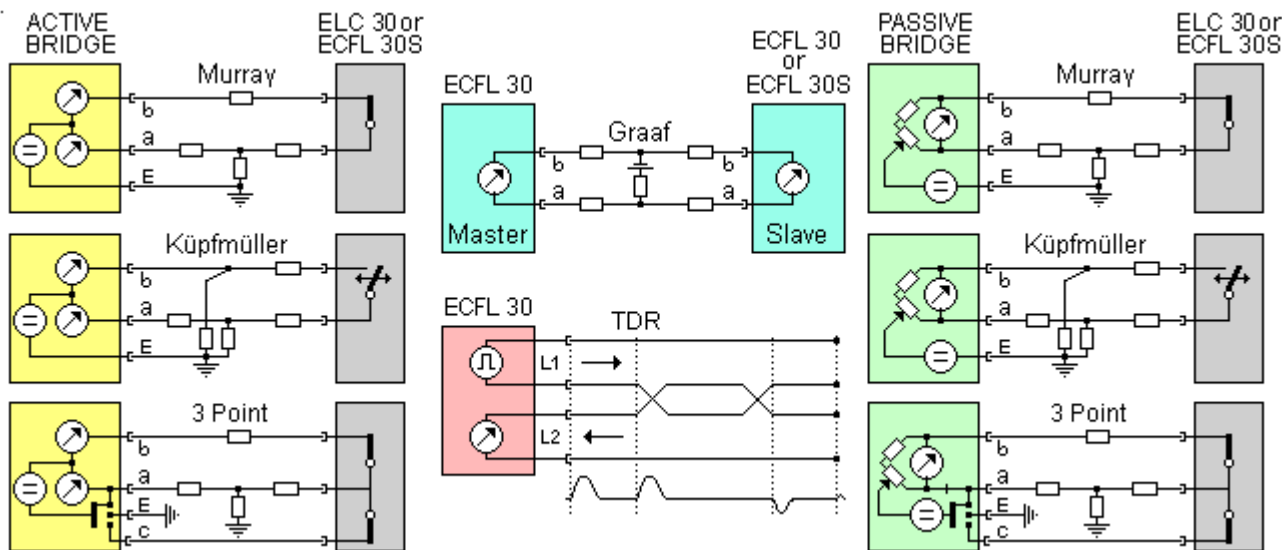 ACTIVE
BRIDGE
ELC 30 or
ECFL 30S
Murray
b
a
E
Küpfmüller
b
a
E
3 Point
b
a
E
c
ECFL 30
ECFL 30
or
ECFL 30S
Graaf
b
a
b
a
Master
Slave
ECFL 30
TDR
L1
L2
PASSIVE
BRIDGE
ELC 30 or
ECFL 30S
Murray
b
a
E
Küpfmüller
b
a
E
3 Point
b
a
E
c